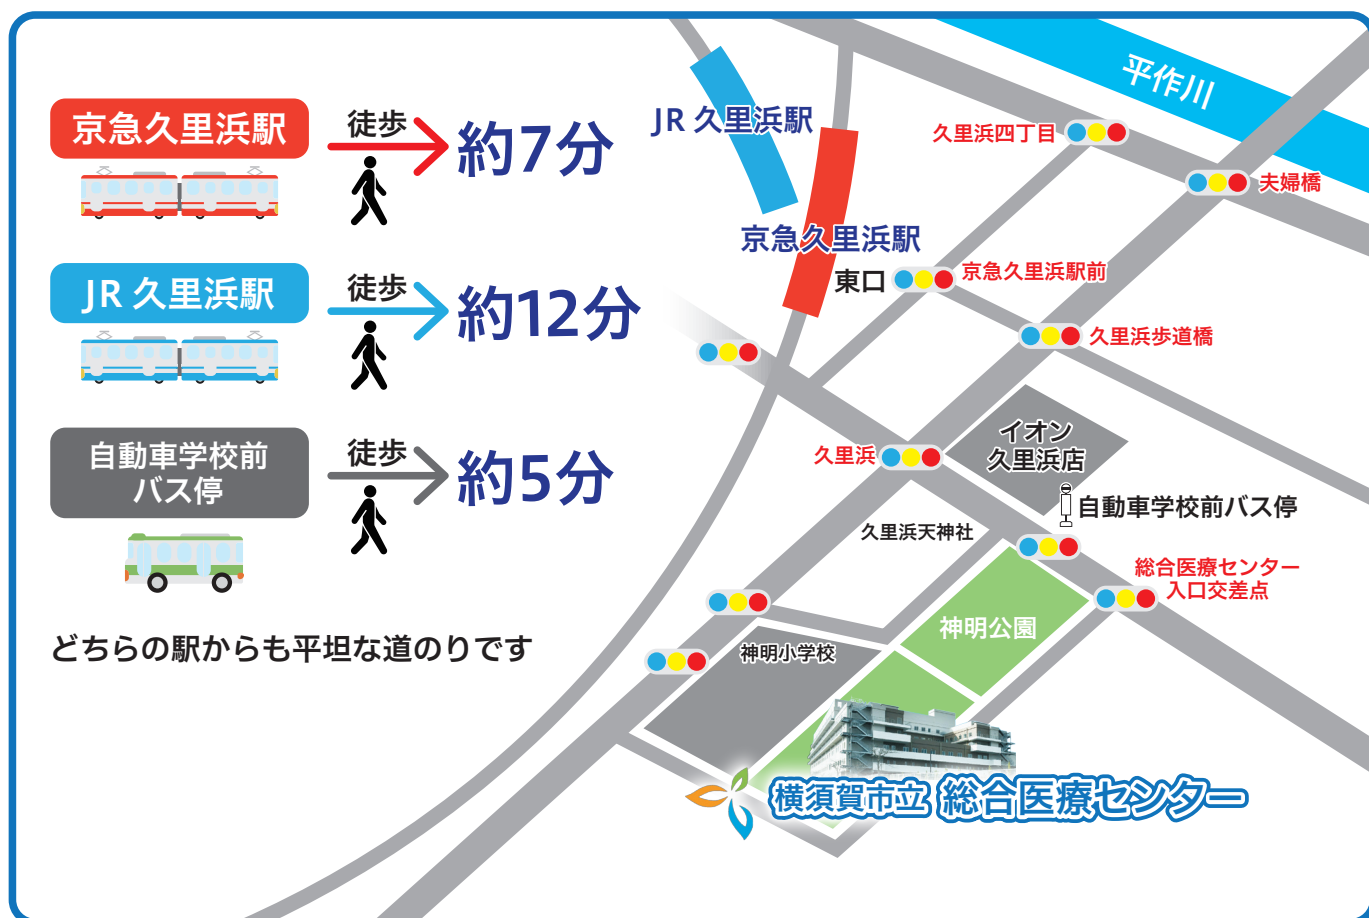 京急久里浜駅
徒歩
約7分
JR 久里浜駅
徒歩
約12分
自動車学校前
バス停
徒歩
約5分
どちらの駅からも平坦な道のりです
平作川
JR 久里浜駅
久里浜四丁目
夫婦橋
京急久里浜駅
東口
京急久里浜駅前
久里浜歩道橋
イオン
久里浜店
久里浜
自動車学校前バス停
久里浜天神社
総合医療センター
入口交差点
神明公園
神明小学校
横須賀市立 総合医療センター